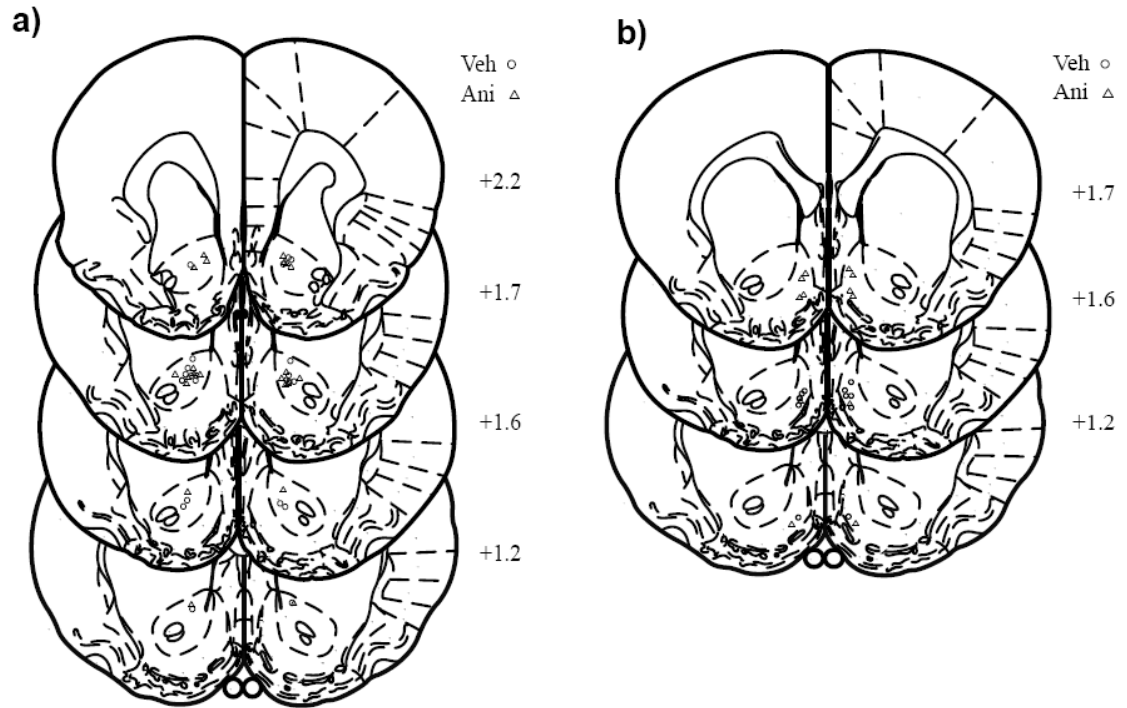 a)
Veh ○
Ani △
+2.2
+1.7
+1.6
+1.2
b)
Veh ○
Ani △
+1.7
+1.6
+1.2